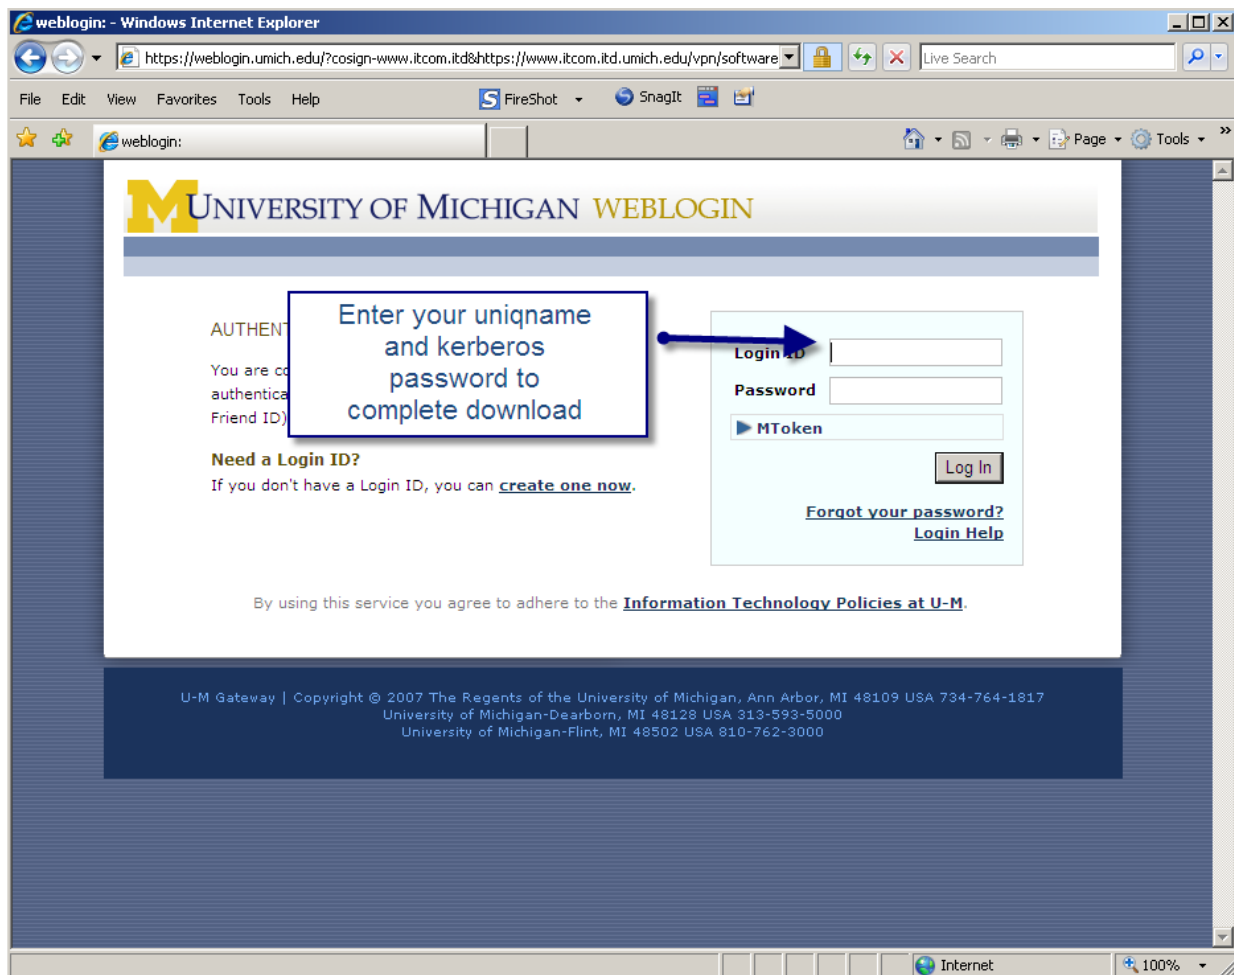 weblogin: - Windows Internet Explorer
https://weblogin.umich.edu/?cosign-www.itcom.itd&https://www.itcom.itd.umich.edu/vpn/software
Live Search
File Edit View Favorites Tools Help
FireShot
SnagIt
weblogin:
Page
Tools
»
M UNIVERSITY OF MICHIGAN WEBLOGIN
Enter your uniqname
and kerberos
password to
complete download
AUTHENT
You are co
authentica
Friend ID)
Need a Login ID?
If you don't have a Login ID, you can create one now.
Login ID
Password
MToken
Log In
Forgot your password?
Login Help
By using this service you agree to adhere to the Information Technology Policies at U-M.
U-M Gateway | Copyright © 2007 The Regents of the University of Michigan, Ann Arbor, MI 48109 USA 734-764-1817
University of Michigan-Dearborn, MI 48128 USA 313-593-5000
University of Michigan-Flint, MI 48502 USA 810-762-3000
Internet
100%